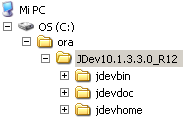 Mi PC
OS (C:)
ora
JDev10.1.3.3.0_R12
jdevbin
jdevdoc
jdevhome